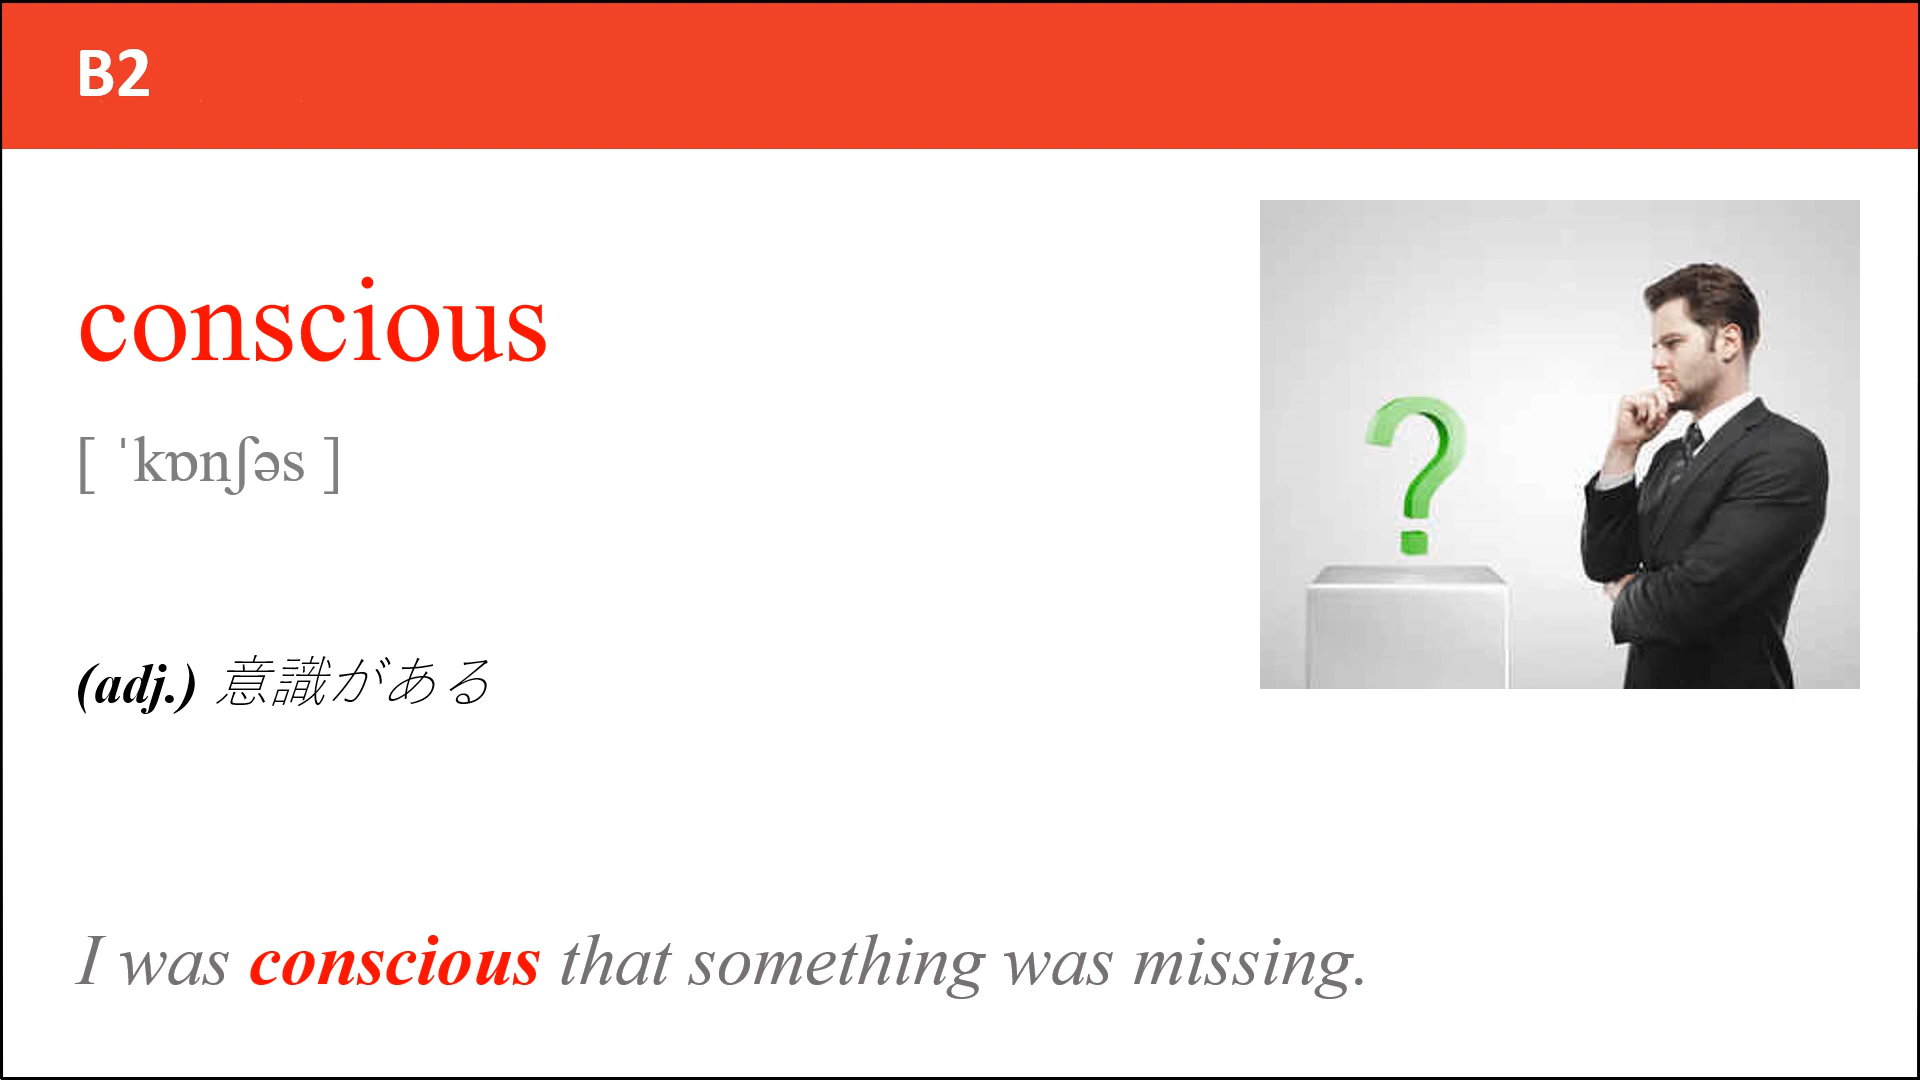 B2
conscious
[ ˈkɒnʃəs ]
(adj.) 意識がある
I was conscious that something was missing.